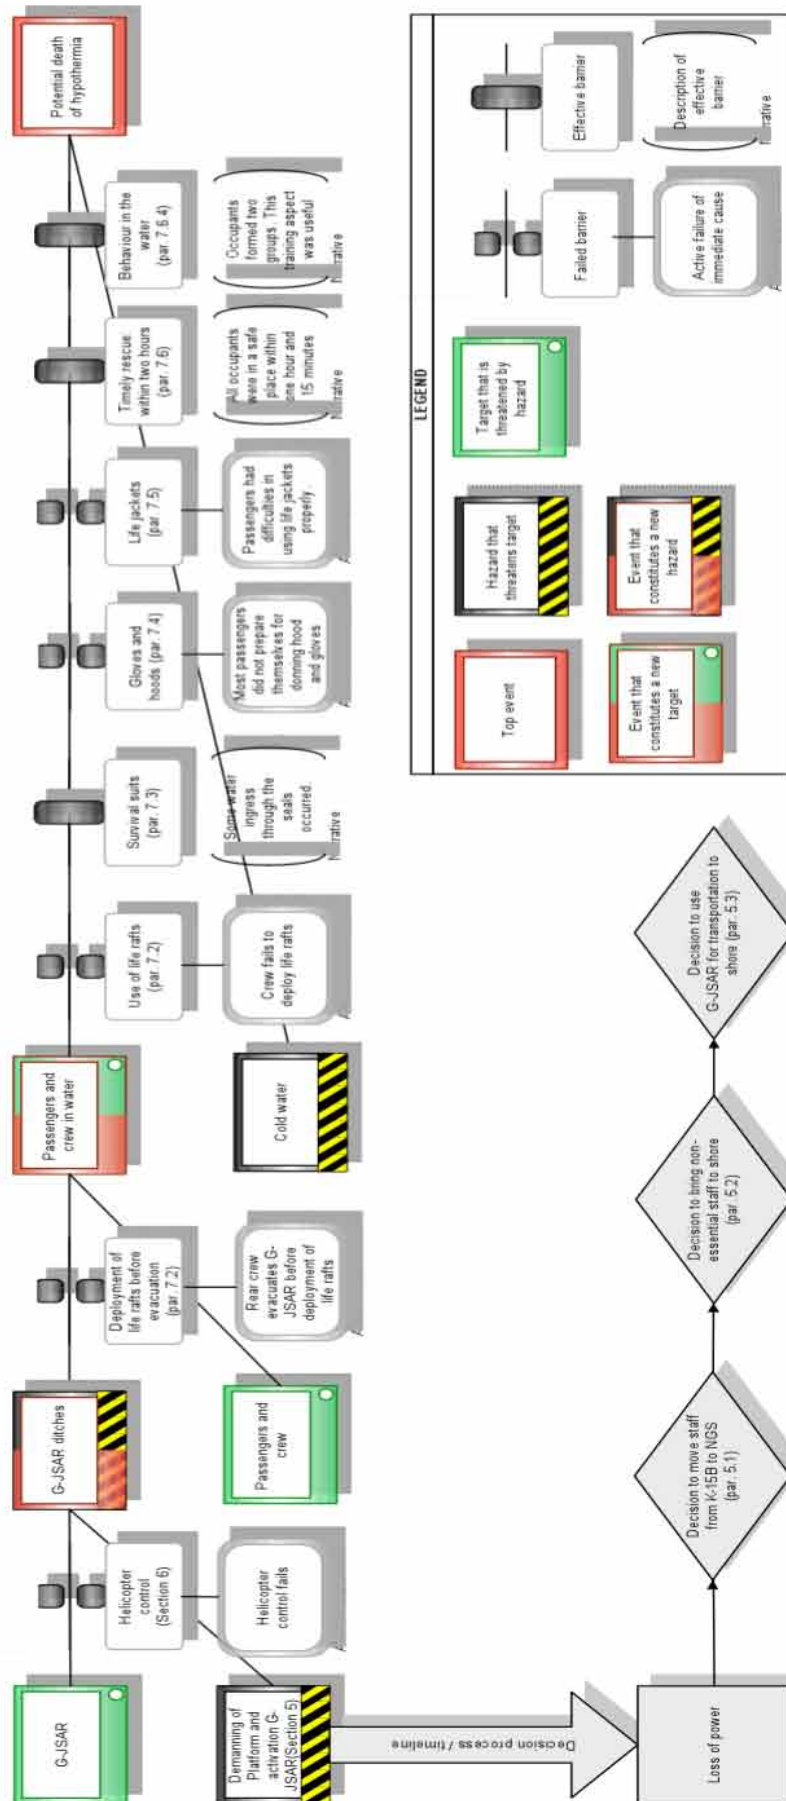 G-JSAR
Helicopter
control
(Section 6)
Helicopter
control fails
Demanning of
Platform and
activation G-
JSAR(Section 5)
G-JSAR ditches
Deployment of
life rafts before
evacuation
(par. 7.2)
Rear crew
evacuates G-
JSAR before
deployment of
life rafts
Passengers and
crew
Passengers and
crew in water
Use of life rafts
(par. 7.2)
Crew fails to
deploy life rafts
Cold water
Survival suits
(par. 7.3)
Some water
ingress
through the
seals
occurred.
Gloves and
hoods (par. 7.4)
Most passengers
did not prepare
themselves for
donning hood
and gloves
Life jackets
(par. 7.5)
Passengers had
difficulties in
using life jackets
properly.
Timely rescue
within two hours
(par. 7.6)
All occupants
were in a safe
place within
one hour and
15 minutes
Behaviour in the
water
(par. 7.6.4)
Occupants
formed two
groups. This
training aspect
was useful
Potential death
of hypothermia
Decision process / timeline
Loss of power
Decision to move staff
from K-15B to NGS
(par. 5.1)
Decision to bring non-
essential staff to shore
(par. 5.2)
Decision to use
G-JSAR for transportation to
shore (par. 5.3)
LEGEND
Top event
Hazard that
threatens target
Target that is
threatened by
hazard
Failed barrier
Active failure of
immediate cause
Effective barrier
Description of
effective
barrier
Event that
constitutes a new
target
Event that
constitutes a new
hazard